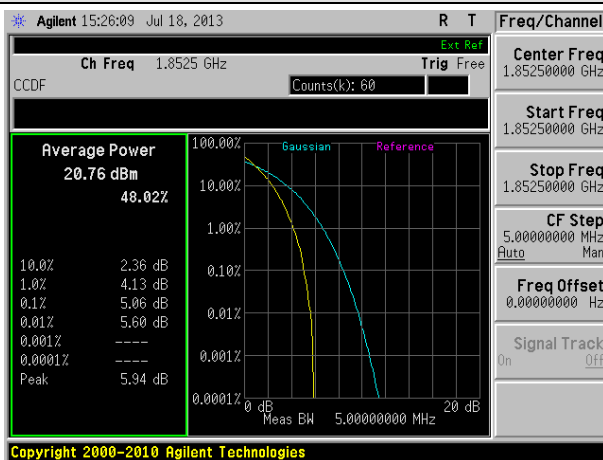 Agilent 15:26:09 Jul 18, 2013 R T
Ext Ref
Ch Freq 1.8525 GHz Trig Free
CCDF Counts(k): 60
Average Power
20.76 dBm
48.02%
10.0% 2.36 dB
1.0% 4.13 dB
0.1% 5.06 dB
0.01% 5.60 dB
0.001% ----
0.0001% ----
Peak 5.94 dB
Gaussian Reference
100.00%
10.00%
1.00%
0.10%
0.01%
0.001%
0.0001%
0 dB 20 dB
Meas BW 5.00000000 MHz
Freq/Channel
Center Freq
1.85250000 GHz
Start Freq
1.85250000 GHz
Stop Freq
1.85250000 GHz
CF Step
5.00000000 MHz
Auto Man
Freq Offset
0.00000000 Hz
Signal Track
On Off
Copyright 2000-2010 Agilent Technologies